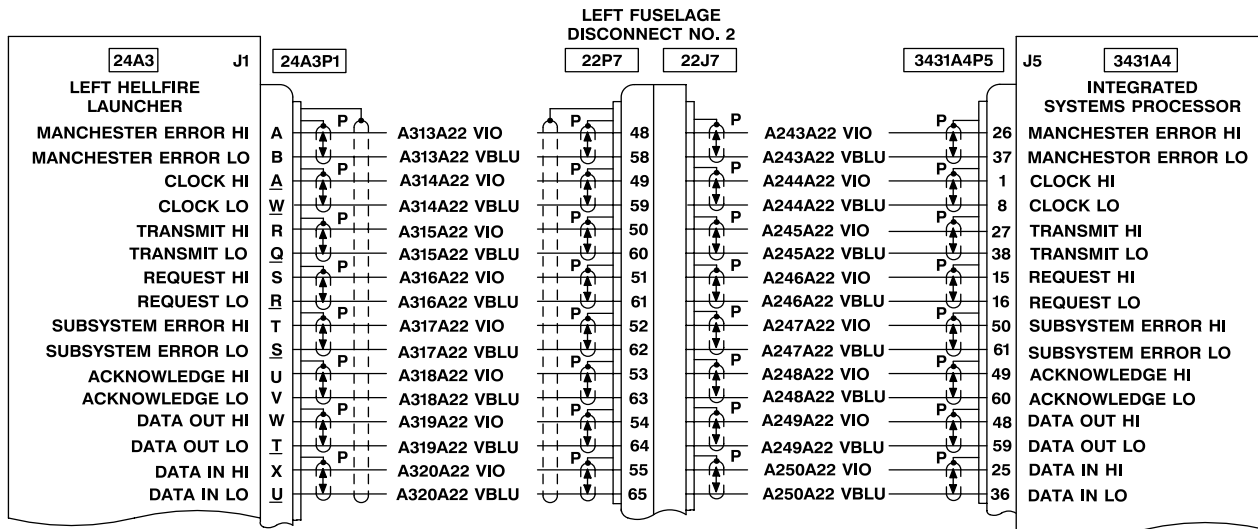 LEFT FUSELAGE
DISCONNECT NO. 2
24A3 J1 24A3P1 22P7 22J7 3431A4P5 J5 3431A4
LEFT HELLFIRE
LAUNCHER
INTEGRATED
SYSTEMS PROCESSOR
P P P P
MANCHESTER ERROR HI A A313A22 VIO 48 A243A22 VIO 26 MANCHESTER ERROR HI
MANCHESTER ERROR LO B A313A22 VBLU 58 A243A22 VBLU 37 MANCHESTOR ERROR LO
P P P P
CLOCK HI A A314A22 VIO 49 A244A22 VIO 1 CLOCK HI
CLOCK LO W A314A22 VBLU 59 A244A22 VBLU 8 CLOCK LO
P P P P
TRANSMIT HI R A315A22 VIO 50 A245A22 VIO 27 TRANSMIT HI
TRANSMIT LO Q A315A22 VBLU 60 A245A22 VBLU 38 TRANSMIT LO
P P P P
REQUEST HI S A316A22 VIO 51 A246A22 VIO 15 REQUEST HI
REQUEST LO R A316A22 VBLU 61 A246A22 VBLU 16 REQUEST LO
P P P P
SUBSYSTEM ERROR HI T A317A22 VIO 52 A247A22 VIO 50 SUBSYSTEM ERROR HI
SUBSYSTEM ERROR LO S A317A22 VBLU 62 A247A22 VBLU 61 SUBSYSTEM ERROR LO
P P P P
ACKNOWLEDGE HI U A318A22 VIO 53 A248A22 VIO 49 ACKNOWLEDGE HI
ACKNOWLEDGE LO V A318A22 VBLU 63 A248A22 VBLU 60 ACKNOWLEDGE LO
P P P P
DATA OUT HI W A319A22 VIO 54 A249A22 VIO 48 DATA OUT HI
DATA OUT LO T A319A22 VBLU 64 A249A22 VBLU 59 DATA OUT LO
P P P P
DATA IN HI X A320A22 VIO 55 A250A22 VIO 25 DATA IN HI
DATA IN LO U A320A22 VBLU 65 A250A22 VBLU 36 DATA IN LO